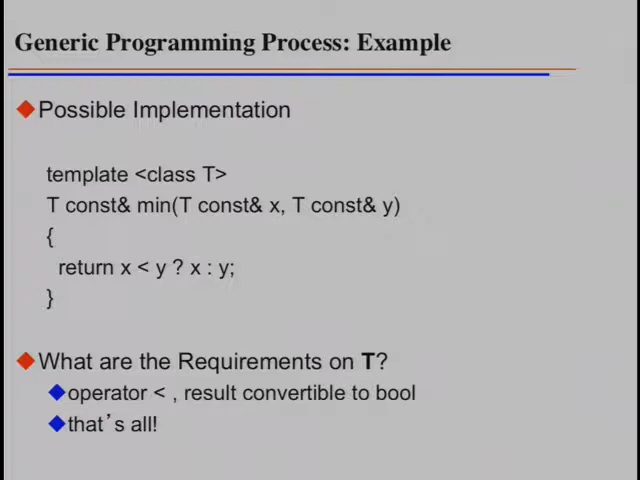 Generic Programming Process: Example
Possible Implementation
template <class T>
T const& min(T const& x, T const& y)
{
return x < y ? x : y;
}
What are the Requirements on T?
operator < , result convertible to bool
that’s all!